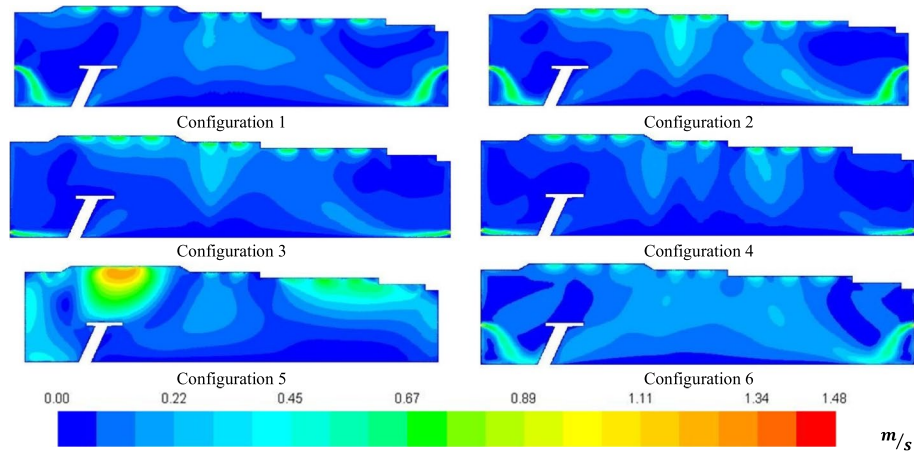 Configuration 1
Configuration 2
Configuration 3
Configuration 4
Configuration 5
Configuration 6
0.00 0.22 0.45 0.67 0.89 1.11 1.34 1.48
m/s